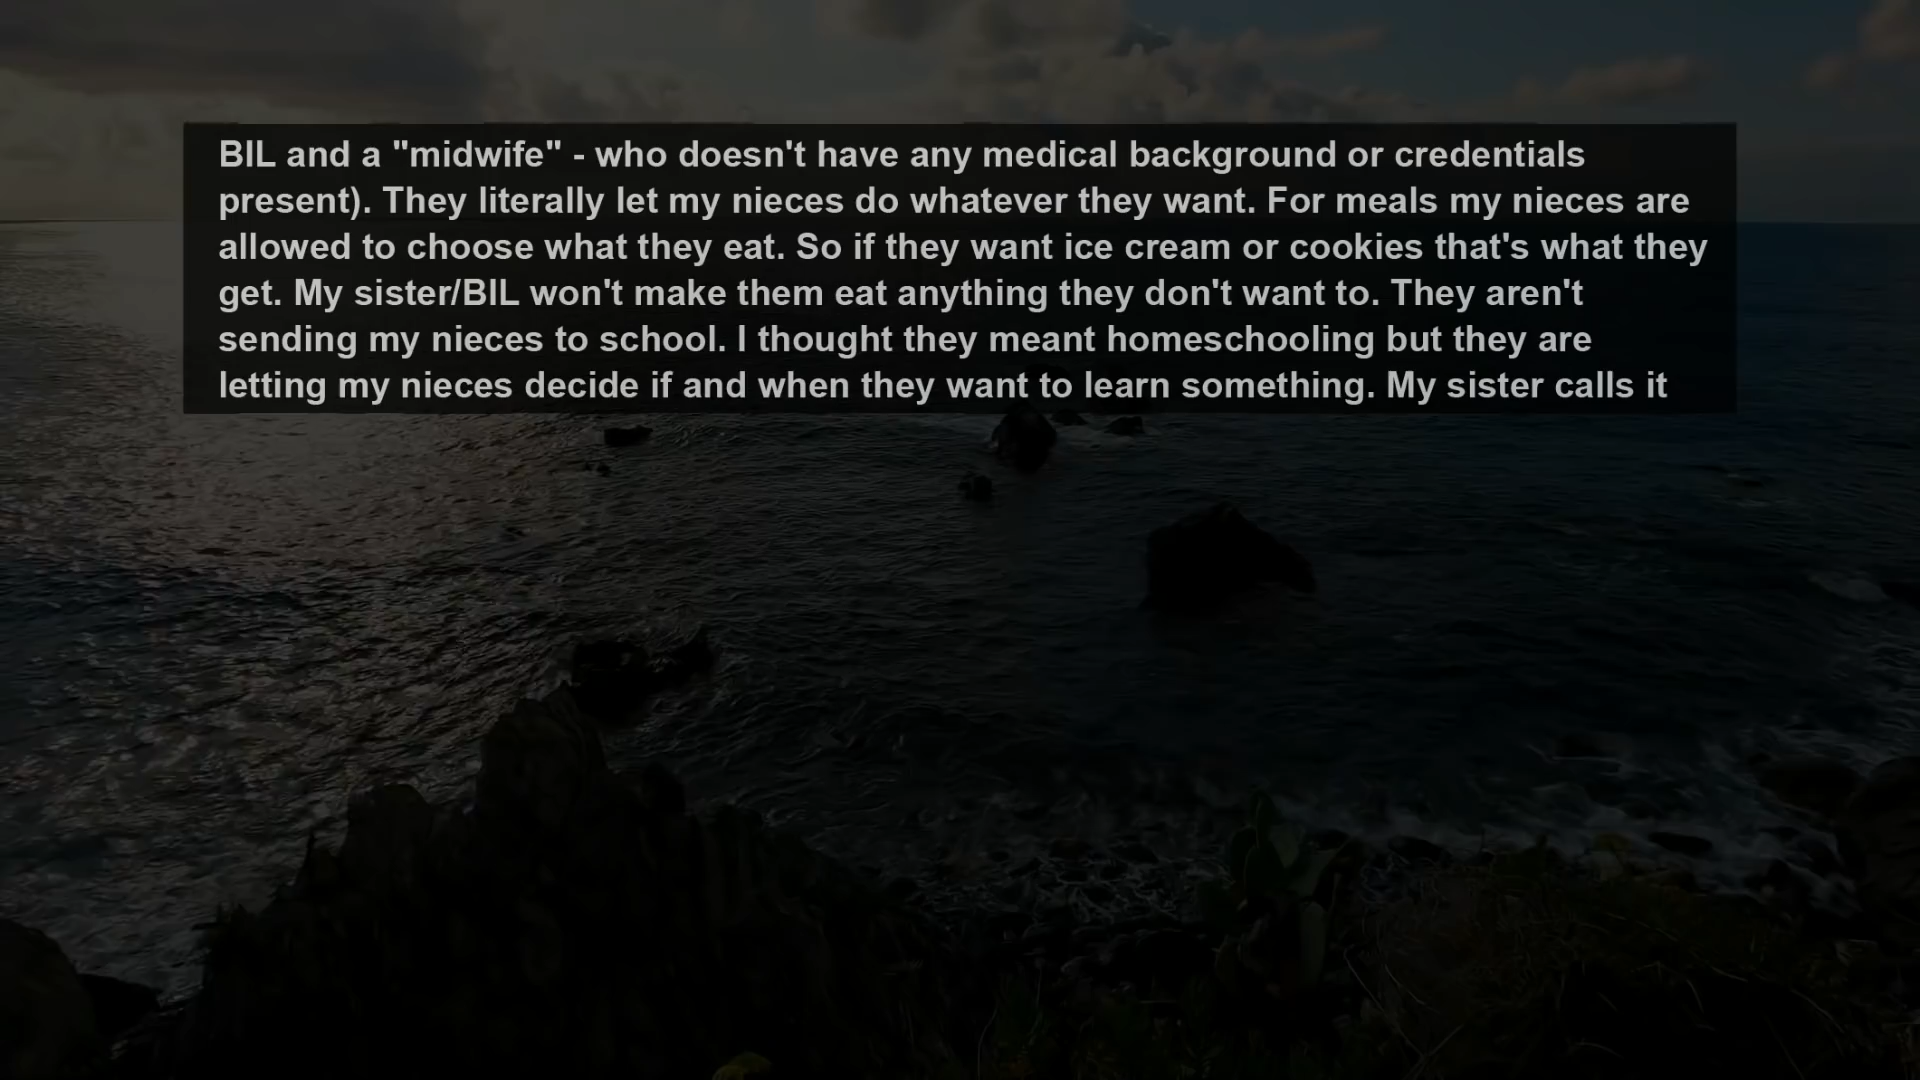 BIL and a "midwife" - who doesn't have any medical background or credentials
present). They literally let my nieces do whatever they want. For meals my nieces are
allowed to choose what they eat. So if they want ice cream or cookies that's what they
get. My sister/BIL won't make them eat anything they don't want to. They aren't
sending my nieces to school. I thought they meant homeschooling but they are
letting my nieces decide if and when they want to learn something. My sister calls it